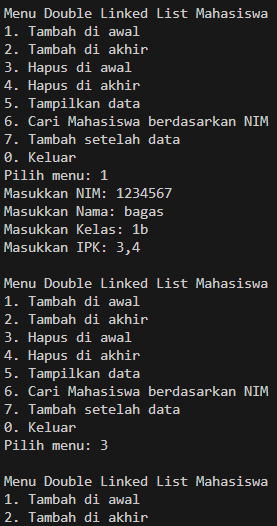 Menu Double Linked List Mahasiswa
1. Tambah di awal
2. Tambah di akhir
3. Hapus di awal
4. Hapus di akhir
5. Tampilkan data
6. Cari Mahasiswa berdasarkan NIM
7. Tambah setelah data
0. Keluar
Pilih menu: 1
Masukkan NIM: 1234567
Masukkan Nama: bagas
Masukkan Kelas: 1b
Masukkan IPK: 3,4

Menu Double Linked List Mahasiswa
1. Tambah di awal
2. Tambah di akhir
3. Hapus di awal
4. Hapus di akhir
5. Tampilkan data
6. Cari Mahasiswa berdasarkan NIM
7. Tambah setelah data
0. Keluar
Pilih menu: 3

Menu Double Linked List Mahasiswa
1. Tambah di awal
2. Tambah di akhir